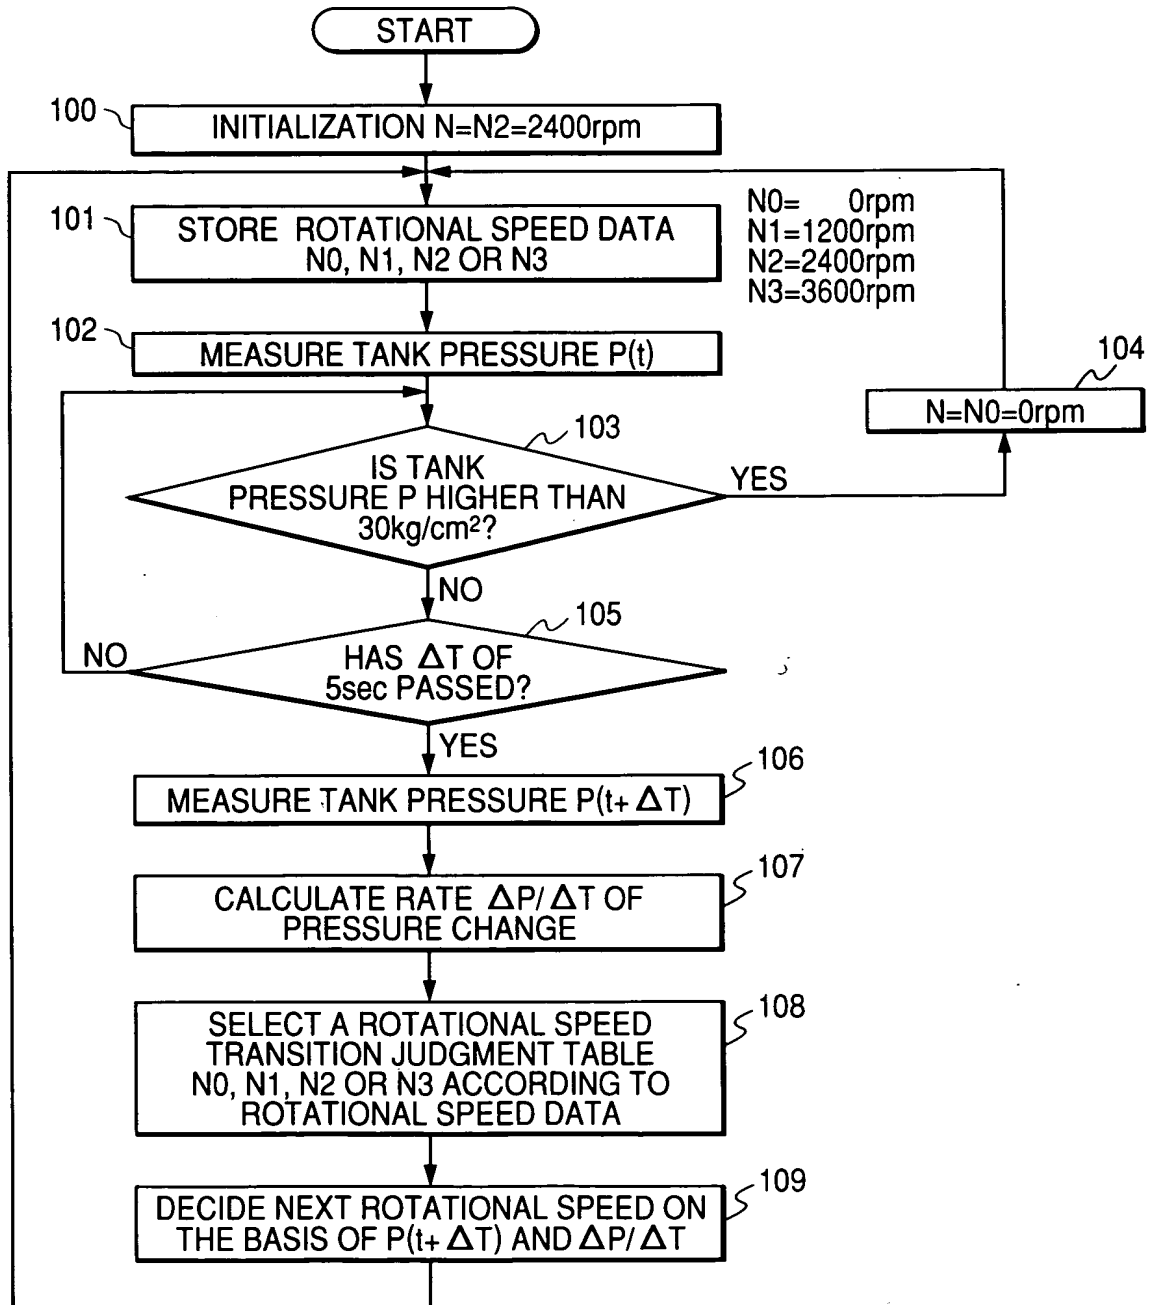 START
100
INITIALIZATION N=N2=2400rpm
101
STORE ROTATIONAL SPEED DATA
N0, N1, N2 OR N3
N0= 0rpm
N1=1200rpm
N2=2400rpm
N3=3600rpm
102
MEASURE TANK PRESSURE P(t)
104
N=N0=0rpm
103
IS TANK
PRESSURE P HIGHER THAN
30kg/cm²?
YES
NO
105
HAS ΔT OF
5sec PASSED?
NO
YES
106
MEASURE TANK PRESSURE P(t+ΔT)
107
CALCULATE RATE ΔP/ΔT OF
PRESSURE CHANGE
108
SELECT A ROTATIONAL SPEED
TRANSITION JUDGMENT TABLE
N0, N1, N2 OR N3 ACCORDING TO
ROTATIONAL SPEED DATA
109
DECIDE NEXT ROTATIONAL SPEED ON
THE BASIS OF P(t+ΔT) AND ΔP/ΔT